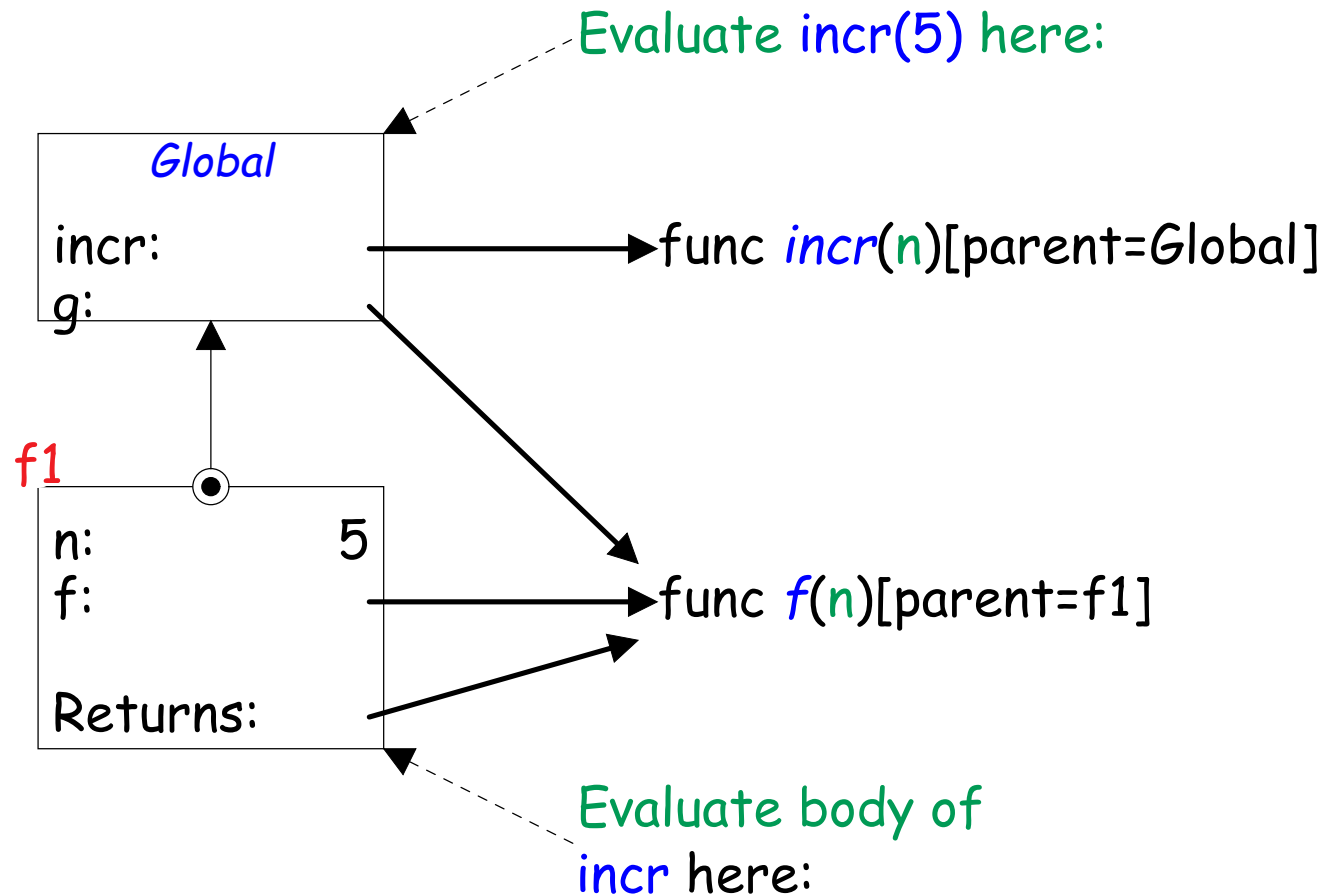 Evaluate incr(5) here:
Global
incr:
func incr(n)[parent=Global]
g:
f1
n: 5
f:
func f(n)[parent=f1]
Returns:
Evaluate body of
incr here: